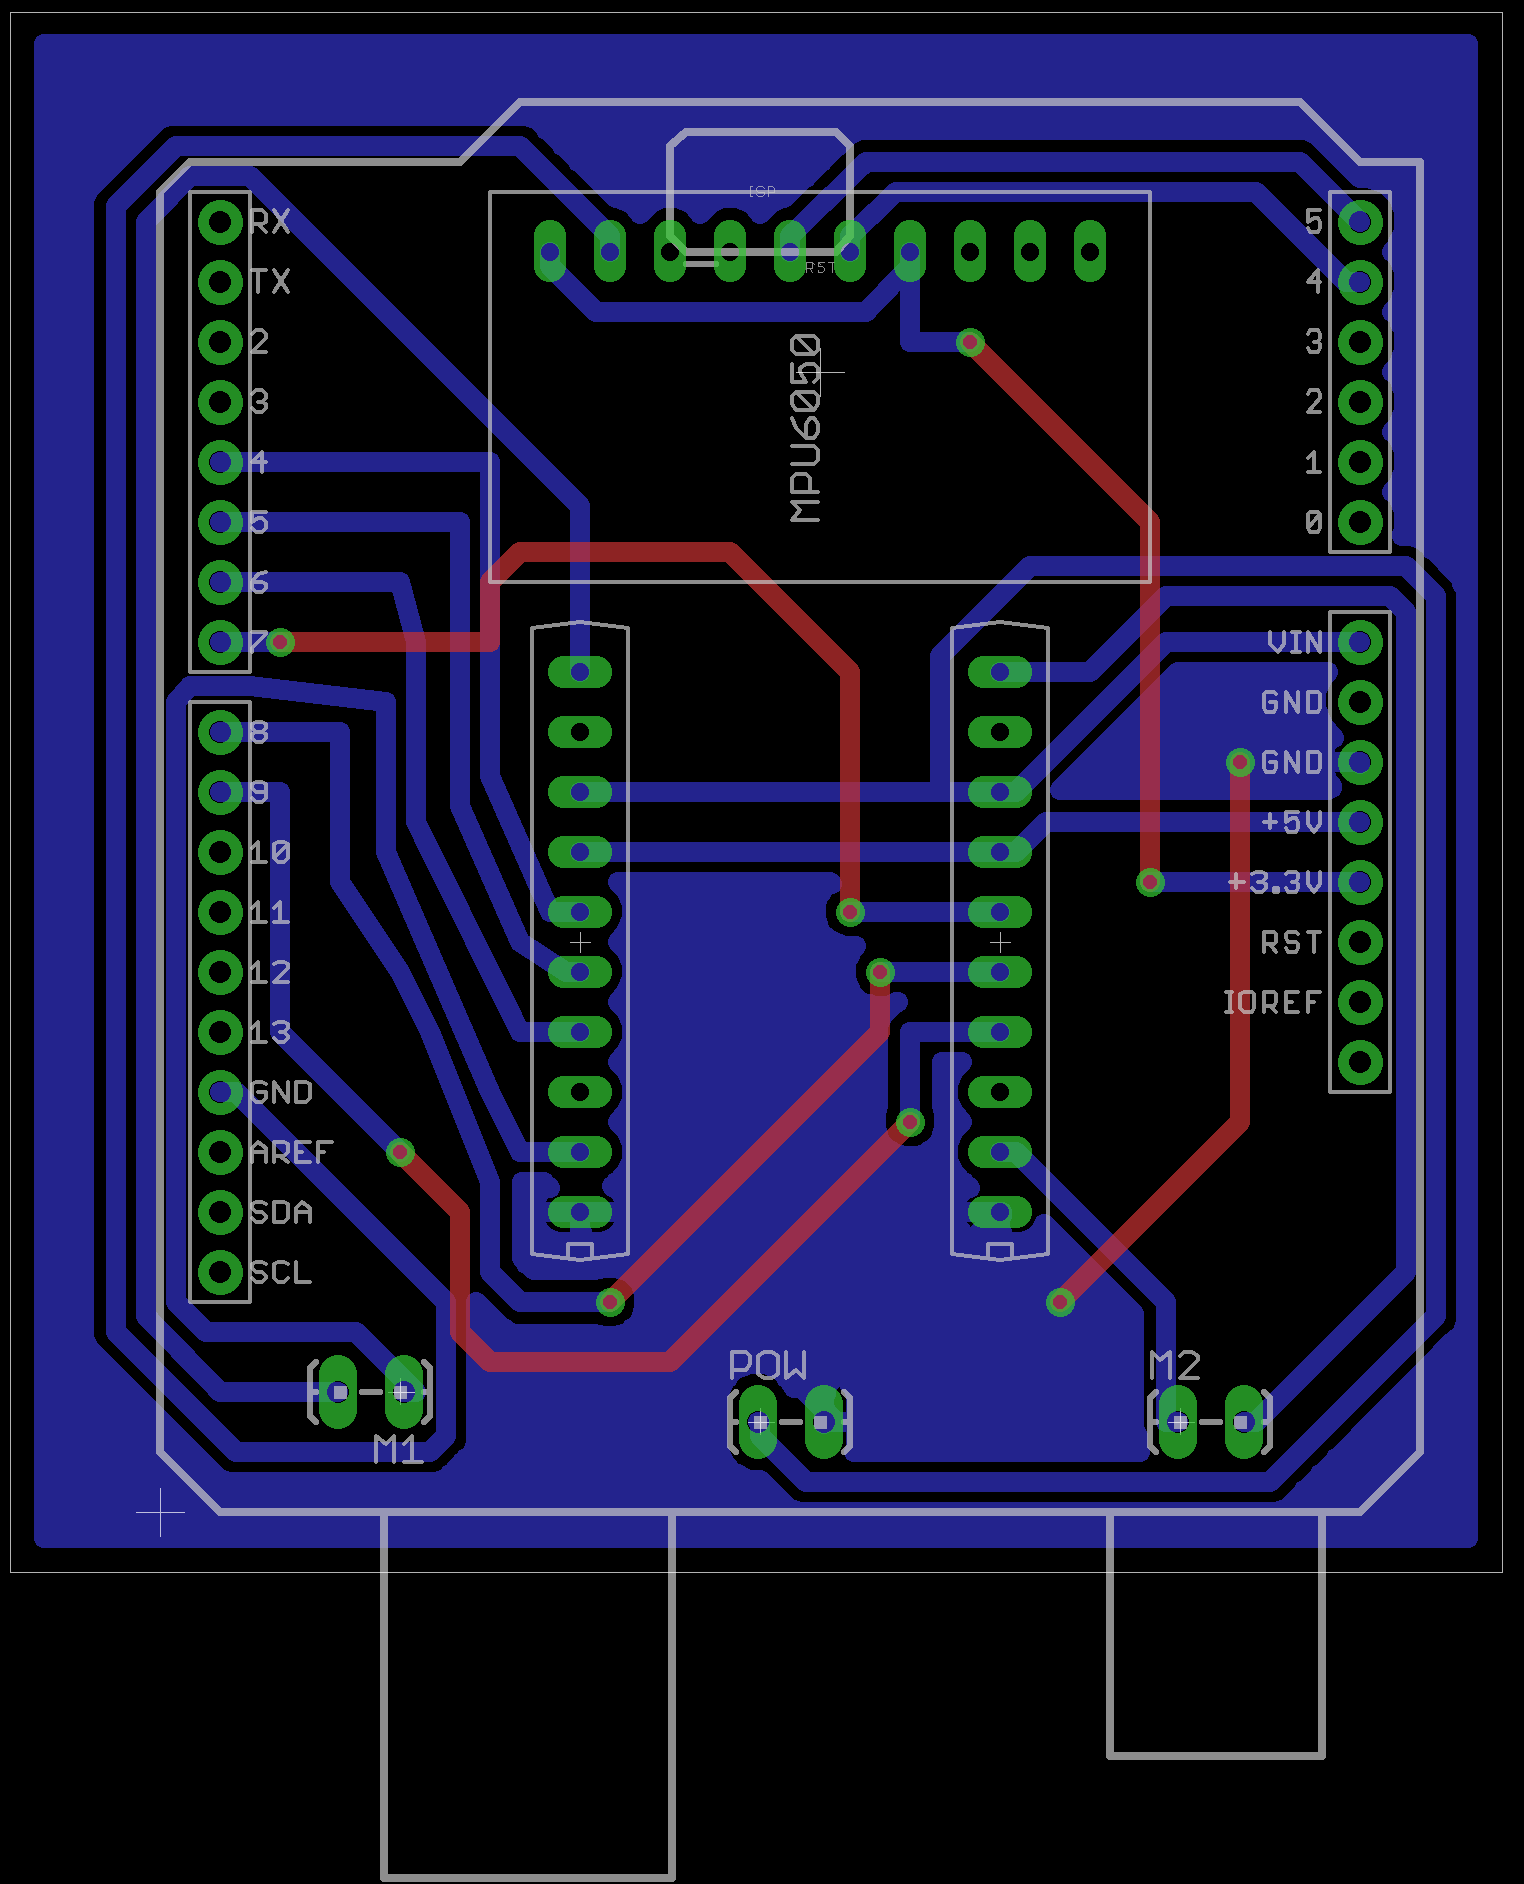 ICSP
RST
MPU6050
RX
TX
2
3
4
5
6
7
8
9
10
11
12
13
GND
AREF
SDA
SCL
5
4
3
2
1
0
VIN
GND
GND
+5V
+3.3V
RST
IOREF
M1
POW
M2